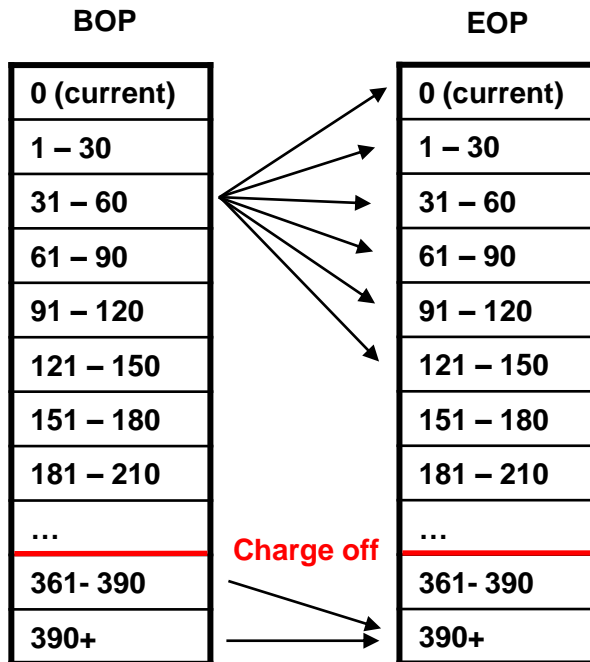 BOP
0 (current)
1 – 30
31 – 60
61 – 90
91 – 120
121 – 150
151 – 180
181 – 210
…
361- 390
390+
Charge off
EOP
0 (current)
1 – 30
31 – 60
61 – 90
91 – 120
121 – 150
151 – 180
181 – 210
…
361- 390
390+